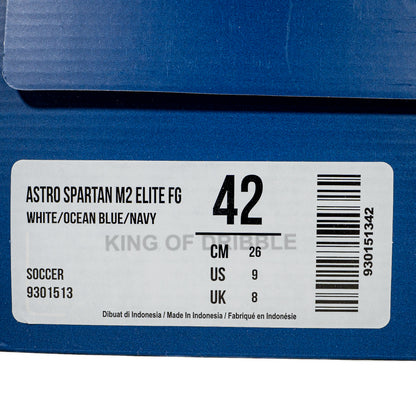 ASTRO SPARTAN M2 ELITE FG
WHITE/OCEAN BLUE/NAVY
42
KING OF DRIBBLE
CM 26
US 9
UK 8
SOCCER
9301513
Dibuat di Indonesia / Made In Indonesia / Fabriqué en Indonésie
930151342